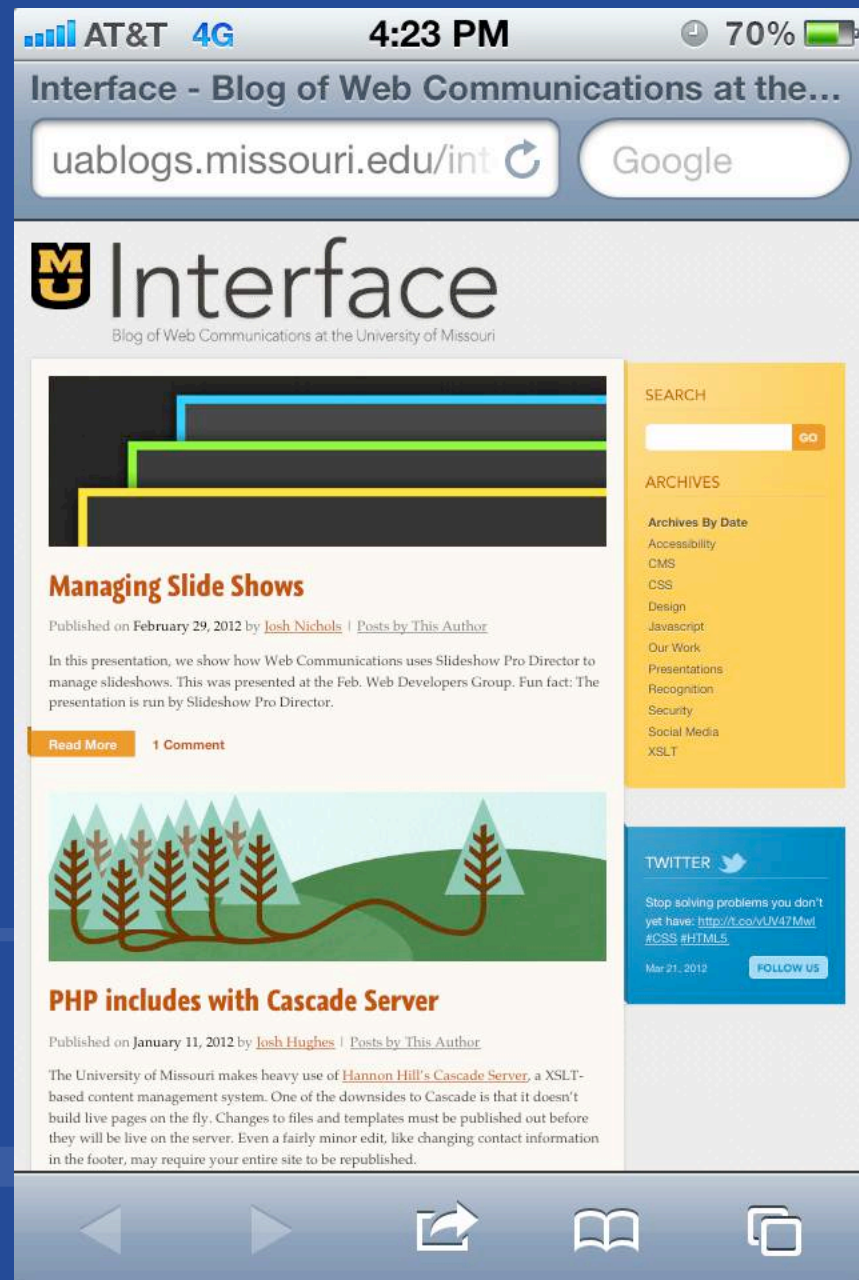 AT&T 4G 4:23 PM 70%
Interface - Blog of Web Communications at the...
uablogs.missouri.edu/int Google
MU Interface
Blog of Web Communications at the University of Missouri
Managing Slide Shows
Published on February 29, 2012 by Josh Nichols | Posts by This Author
In this presentation, we show how Web Communications uses Slideshow Pro Director to
manage slideshows. This was presented at the Feb. Web Developers Group. Fun fact: The
presentation is run by Slideshow Pro Director.
Read More 1 Comment
PHP includes with Cascade Server
Published on January 11, 2012 by Josh Hughes | Posts by This Author
The University of Missouri makes heavy use of Hannon Hill's Cascade Server, a XSLT-
based content management system. One of the downsides to Cascade is that it doesn't
build live pages on the fly. Changes to files and templates must be published out before
they will be live on the server. Even a fairly minor edit, like changing contact information
in the footer, may require your entire site to be republished.
SEARCH
GO
ARCHIVES
Archives By Date
Accessibility
CMS
CSS
Design
Javascript
Our Work
Presentations
Recognition
Security
Social Media
XSLT
TWITTER
Stop solving problems you don't
yet have: http://t.co/vUV47MwI
#CSS #HTML5
Mar 21, 2012 FOLLOW US